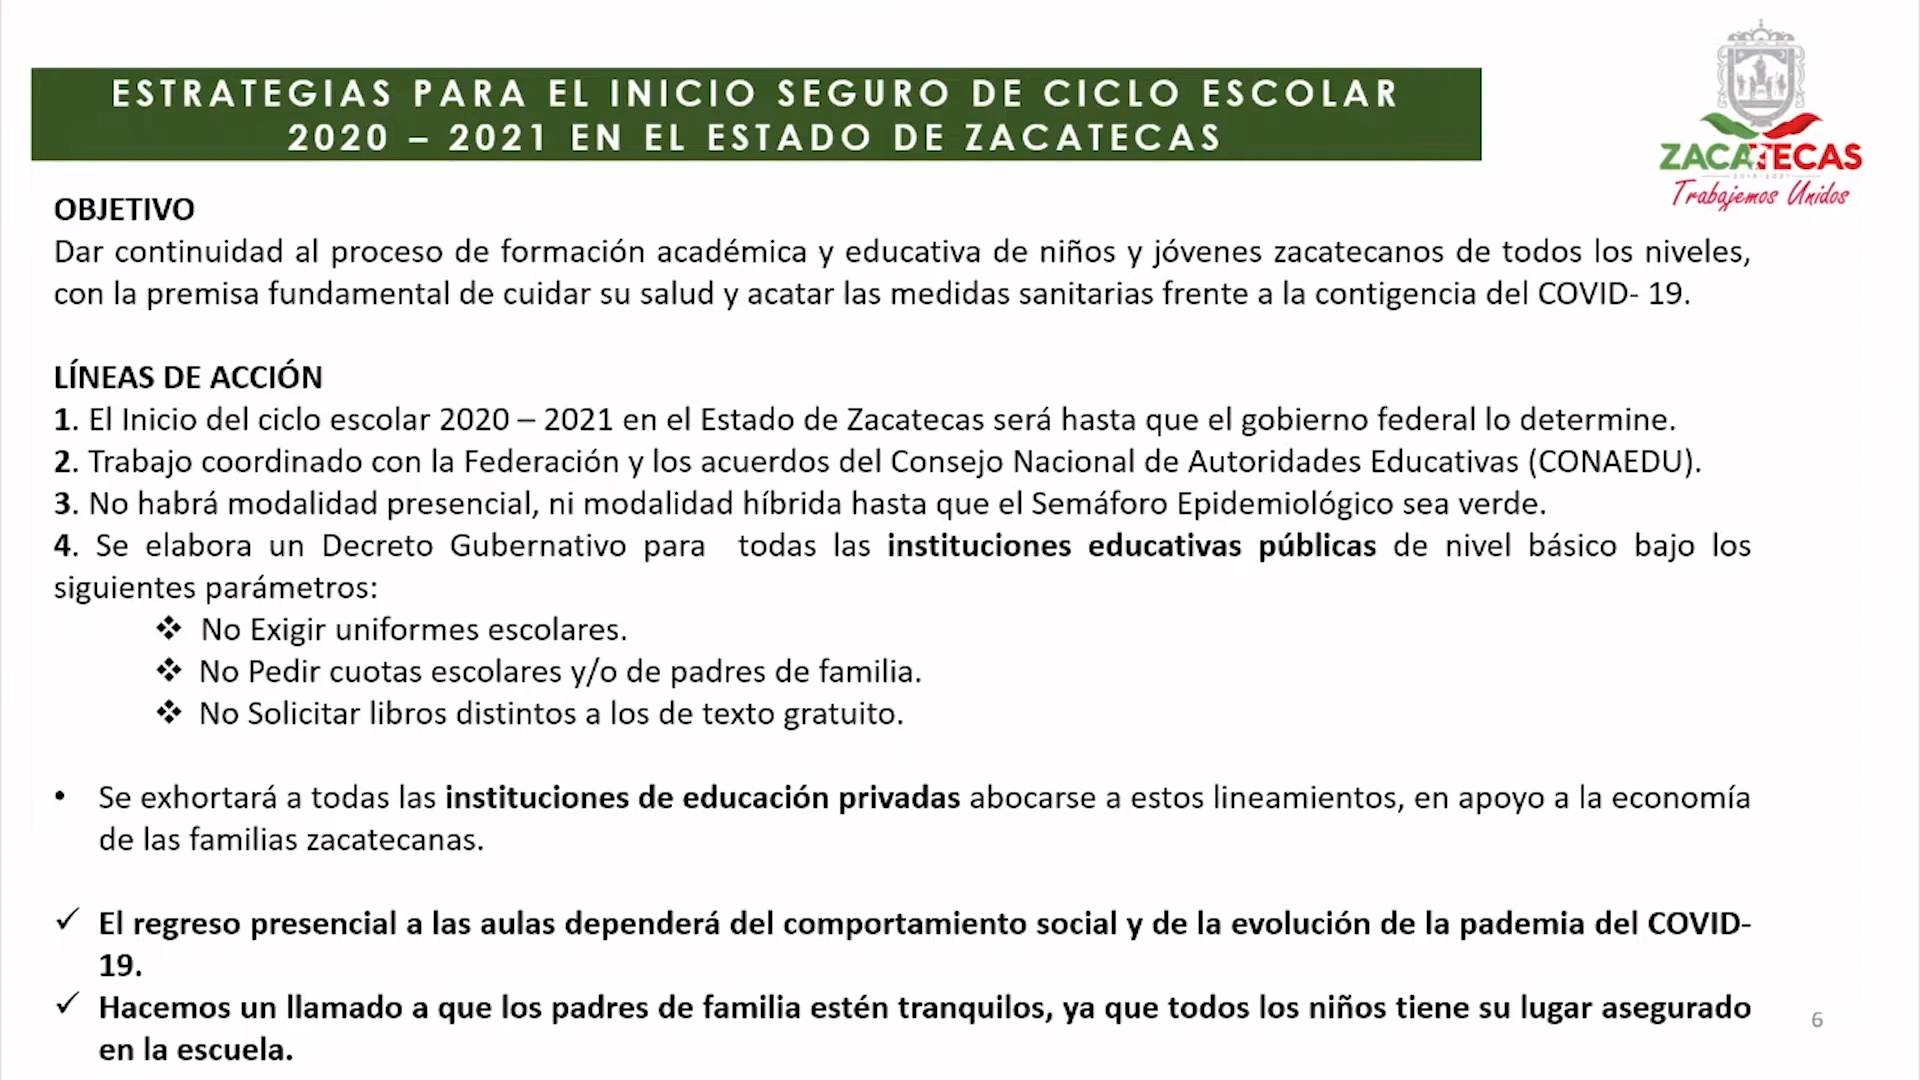 ESTRATEGIAS PARA EL INICIO SEGURO DE CICLO ESCOLAR
2020 – 2021 EN EL ESTADO DE ZACATECAS
ZACATECAS
Trabajemos Unidos
OBJETIVO
Dar continuidad al proceso de formación académica y educativa de niños y jóvenes zacatecanos de todos los niveles,
con la premisa fundamental de cuidar su salud y acatar las medidas sanitarias frente a la contigencia del COVID- 19.
LÍNEAS DE ACCIÓN
1. El Inicio del ciclo escolar 2020 – 2021 en el Estado de Zacatecas será hasta que el gobierno federal lo determine.
2. Trabajo coordinado con la Federación y los acuerdos del Consejo Nacional de Autoridades Educativas (CONAEDU).
3. No habrá modalidad presencial, ni modalidad híbrida hasta que el Semáforo Epidemiológico sea verde.
4. Se elabora un Decreto Gubernativo para todas las instituciones educativas públicas de nivel básico bajo los
siguientes parámetros:
❖ No Exigir uniformes escolares.
❖ No Pedir cuotas escolares y/o de padres de familia.
❖ No Solicitar libros distintos a los de texto gratuito.
• Se exhortará a todas las instituciones de educación privadas abocarse a estos lineamientos, en apoyo a la economía
de las familias zacatecanas.
✓ El regreso presencial a las aulas dependerá del comportamiento social y de la evolución de la pademia del COVID-
19.
✓ Hacemos un llamado a que los padres de familia estén tranquilos, ya que todos los niños tiene su lugar asegurado
en la escuela.
6